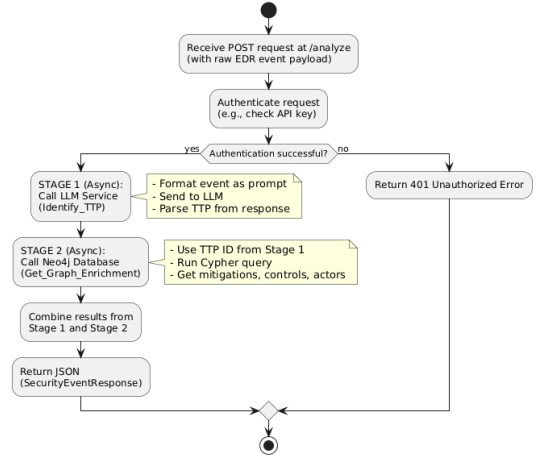 Receive POST request at /analyze
(with raw EDR event payload)
Authenticate request
(e.g., check API key)
yes
Authentication successful?
no
STAGE 1 (Async):
Call LLM Service
(Identify_TTP)
- Format event as prompt
- Send to LLM
- Parse TTP from response
Return 401 Unauthorized Error
STAGE 2 (Async):
Call Neo4j Database
(Get_Graph_Enrichment)
- Use TTP ID from Stage 1
- Run Cypher query
- Get mitigations, controls, actors
Combine results from
Stage 1 and Stage 2
Return JSON
(SecurityEventResponse)